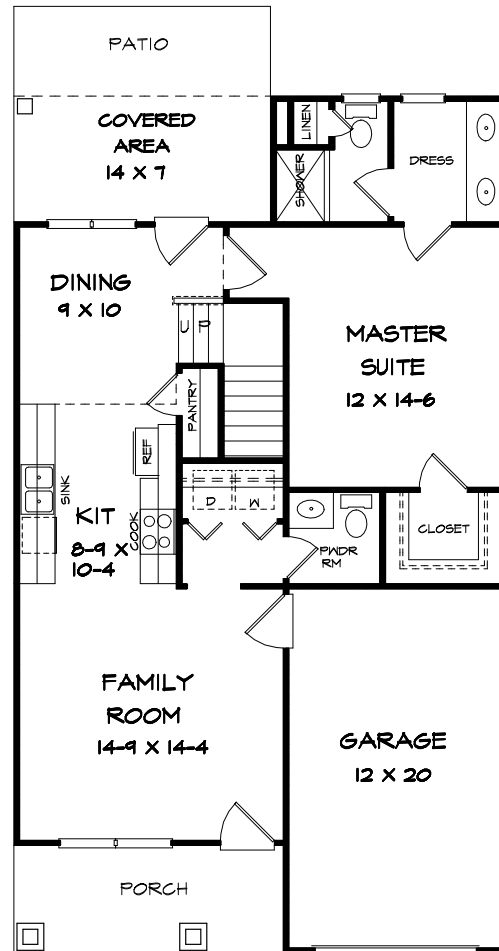 PATIO
COVERED
AREA
14 X 7
LINEN
SHOWER
DRESS
DINING
9 X 10
UP
MASTER
SUITE
12 X 14-6
PANTRY
REF
SINK
KIT
8-9 X
10-4
COOK
D
W
PWDR
RM
CLOSET
FAMILY
ROOM
14-9 X 14-4
GARAGE
12 X 20
PORCH